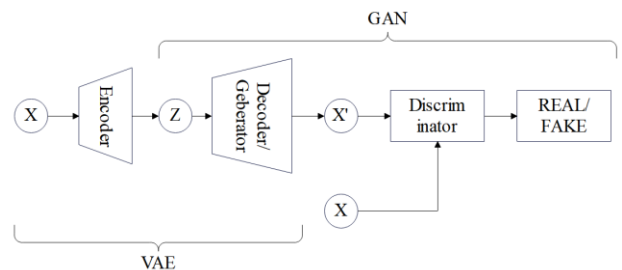 GAN
X
Encoder
Z
Decoder/
Geberator
X'
Discrim
inator
REAL/
FAKE
X
VAE